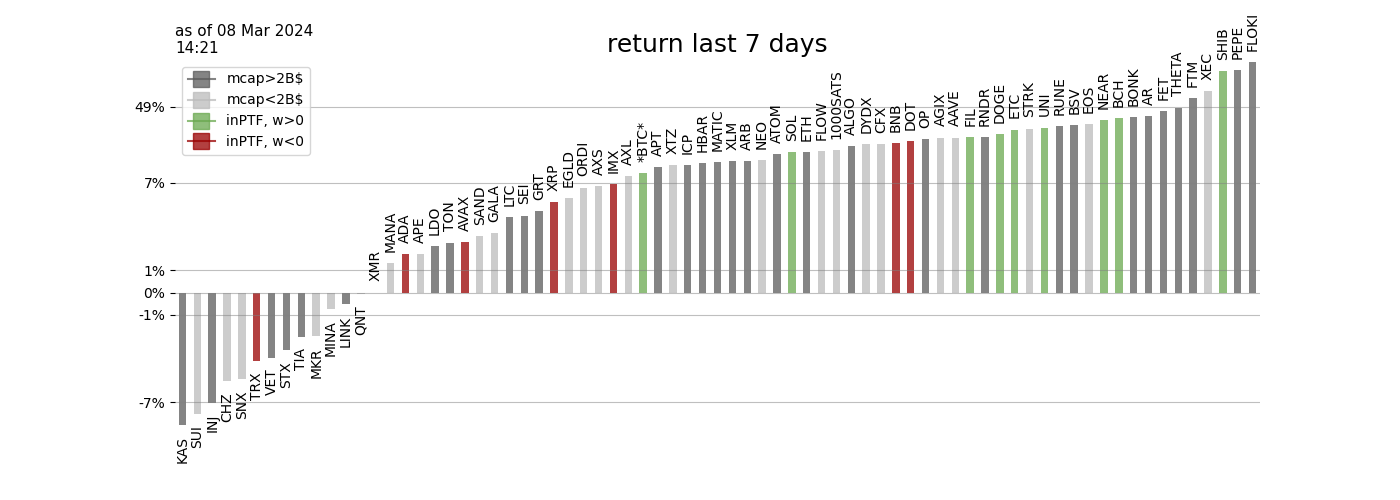 as of 08 Mar 2024
14:21
return last 7 days
mcap>2B$
mcap<2B$
inPTF, w>0
inPTF, w<0
49%
7%
1%
0%
-1%
-7%
KAS
SUI
INJ
CHZ
SNX
TRX
VET
STX
TIA
MKR
MINA
LINK
QNT
XMR
MANA
ADA
APE
LDO
TON
AVAX
SAND
GALA
LTC
SEI
GRT
XRP
EGLD
ORDI
AXS
IMX
AXL
*BTC*
APT
XTZ
ICP
HBAR
MATIC
XLM
ARB
NEO
ATOM
SOL
ETH
FLOW
1000SATS
ALGO
DYDX
CFX
BNB
DOT
OP
AGIX
AAVE
FIL
RNDR
DOGE
ETC
STRK
UNI
RUNE
BSV
EOS
NEAR
BCH
BONK
AR
FET
THETA
FTM
XEC
SHIB
PEPE
FLOKI